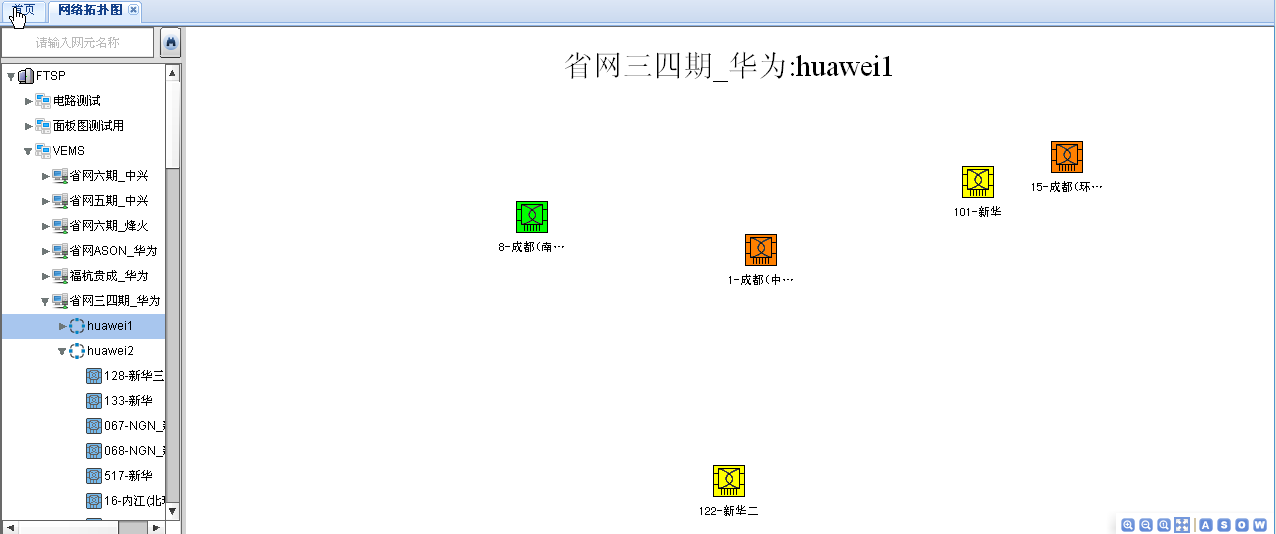 首页
网络拓扑图
请输入网元名称
FTSP
电路测试
面板图测试用
VEMS
省网六期_中兴
省网五期_中兴
省网六期_烽火
省网ASON_华为
福杭贵成_华为
省网三四期_华为
huawei1
huawei2
128-新华三
133-新华
067-NGN_
068-NGN_
517-新华
16-内江(北
省网三四期_华为:huawei1
15-成都(环…
101-新华
8-成都(南…
1-成都(中…
122-新华二
A S O W